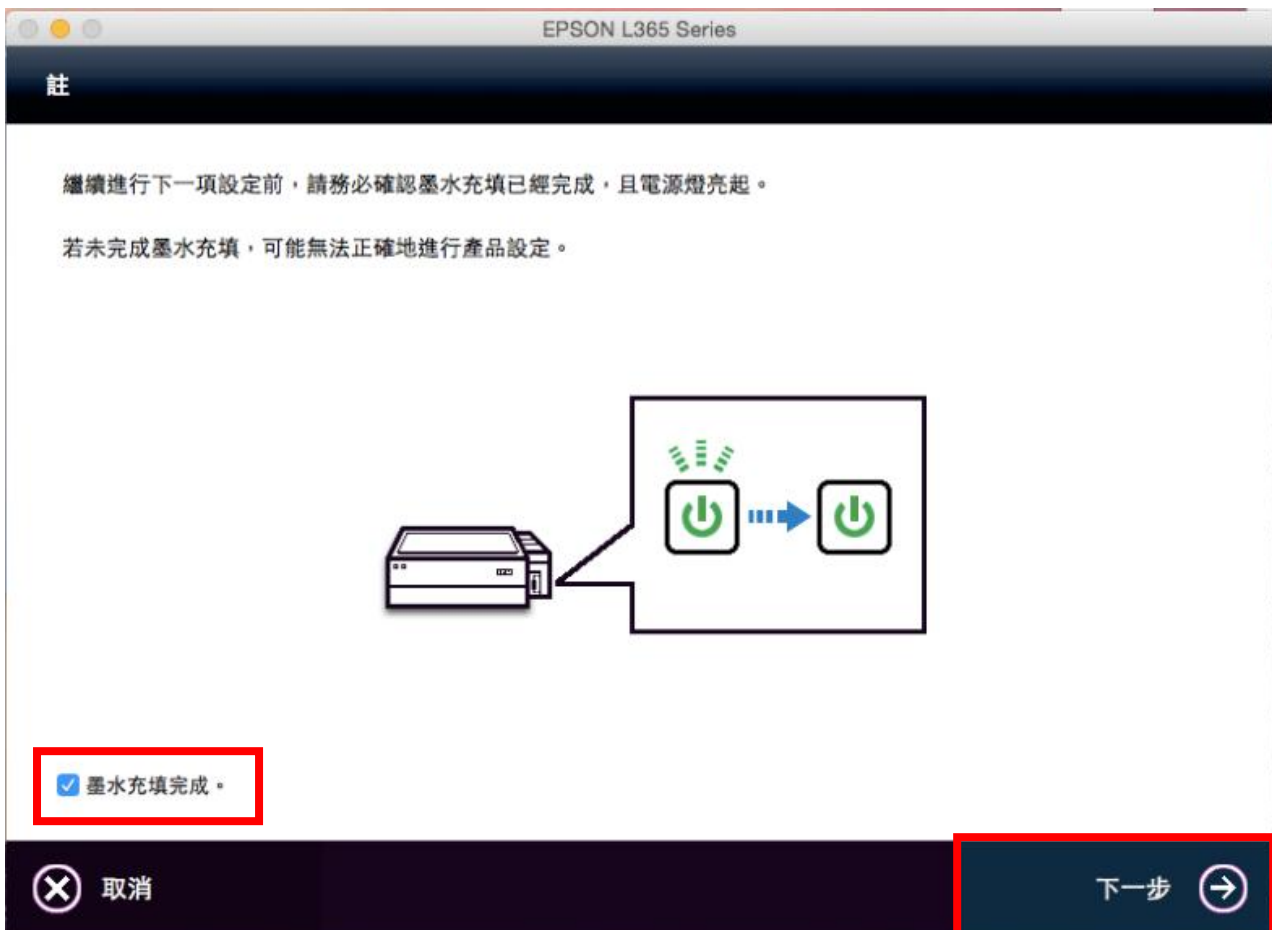 EPSON L365 Series
註
繼續進行下一項設定前，請務必確認墨水充填已經完成，且電源燈亮起。
若未完成墨水充填，可能無法正確地進行產品設定。
墨水充填完成。
取消
下一步